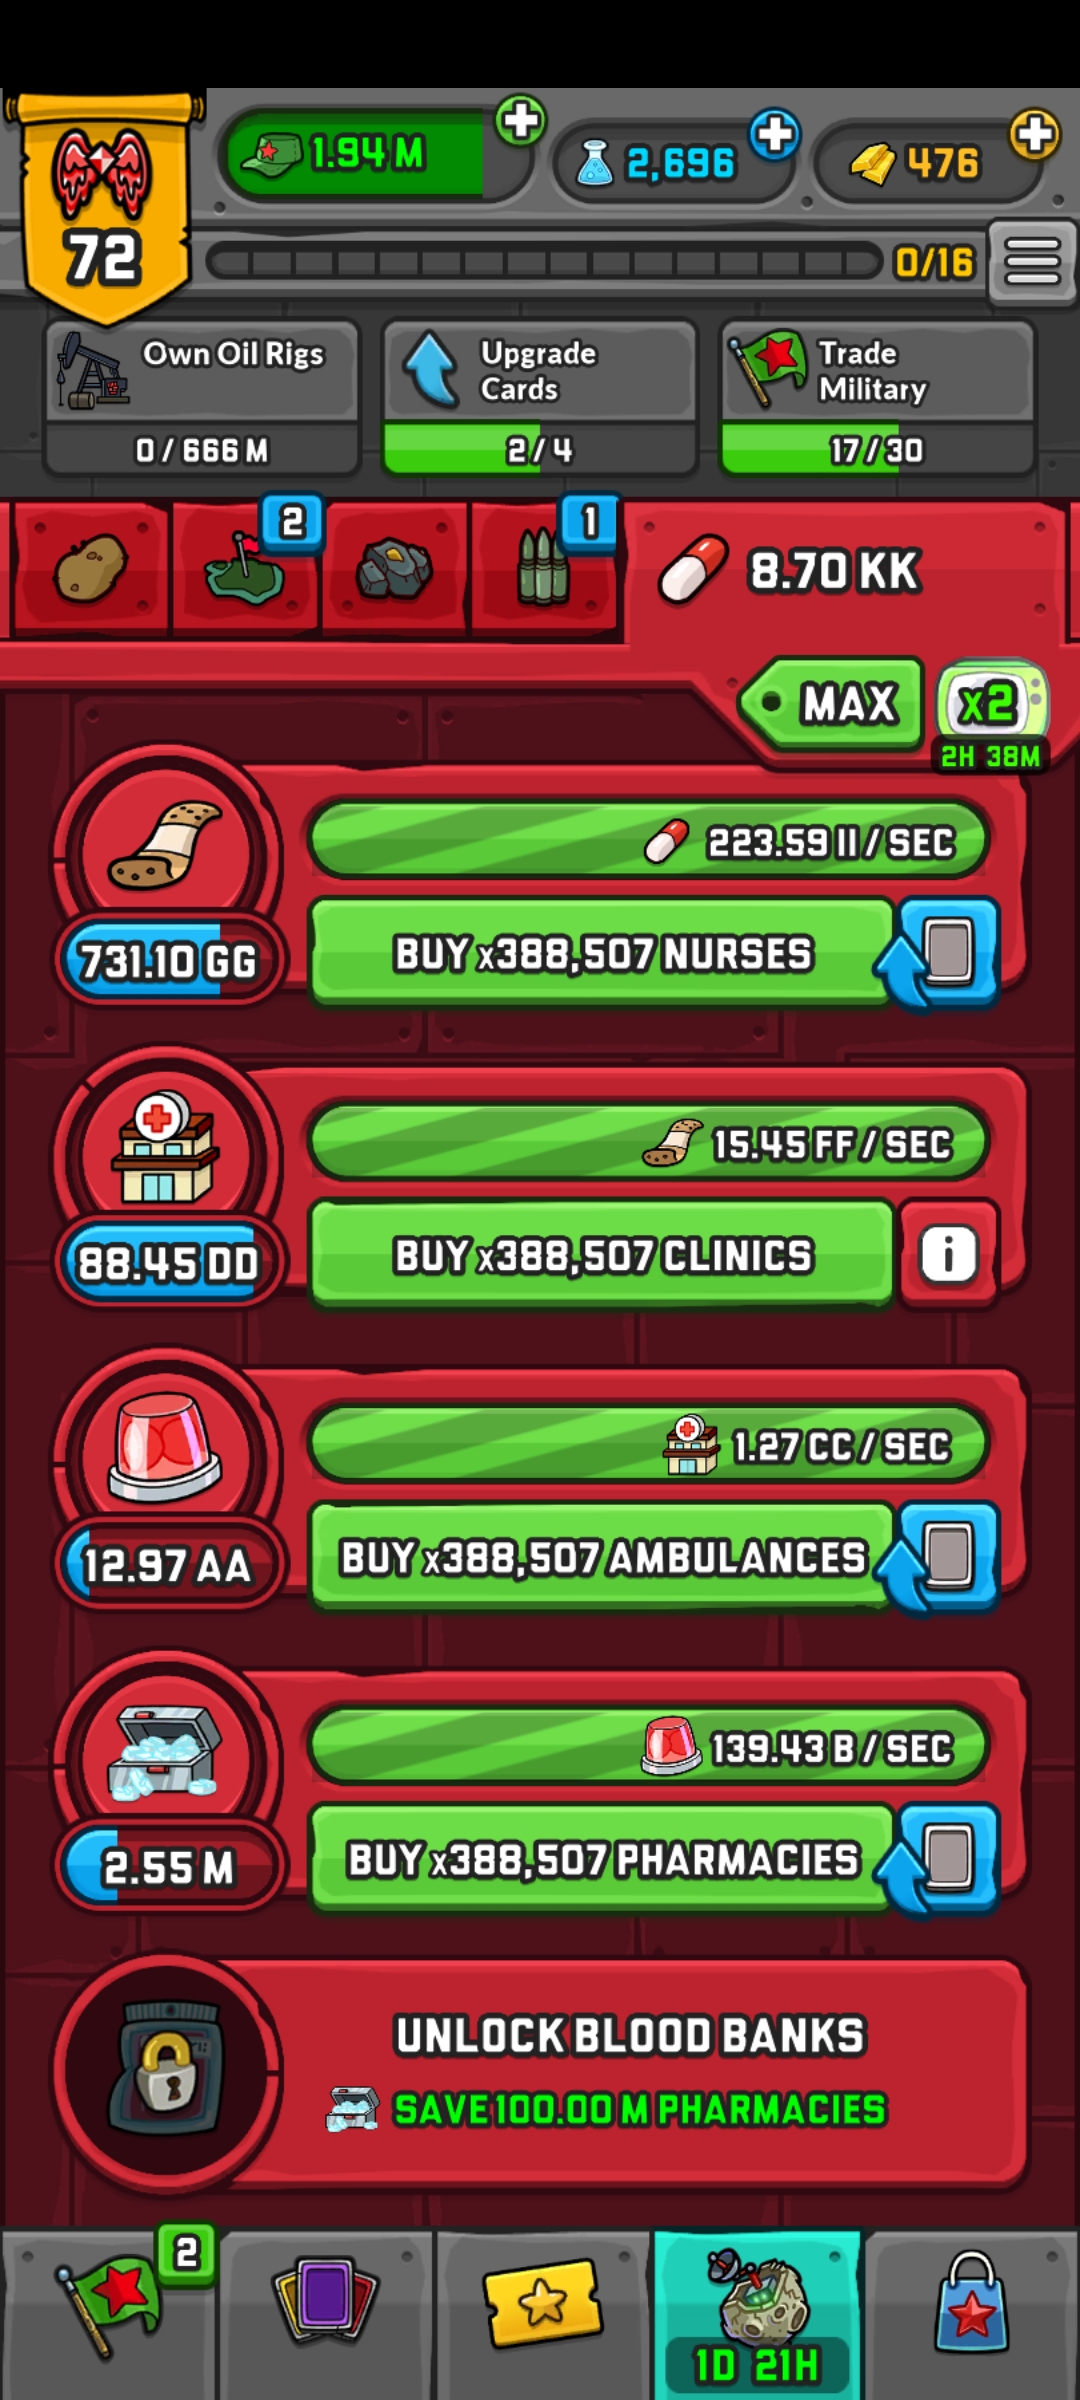 1.94 M
2,696
476
72
0/16
Own Oil Rigs
Upgrade
Cards
Trade
Military
0 / 666 M
2 / 4
17 / 30
2
1
8.70 KK
MAX
x2
2H 38M
223.59 II / SEC
731.10 GG
BUY x388,507 NURSES
15.45 FF / SEC
88.45 DD
BUY x388,507 CLINICS
i
1.27 CC / SEC
12.97 AA
BUY x388,507 AMBULANCES
139.43 B / SEC
2.55 M
BUY x388,507 PHARMACIES
UNLOCK BLOOD BANKS
SAVE 100.00 M PHARMACIES
2
1D 21H